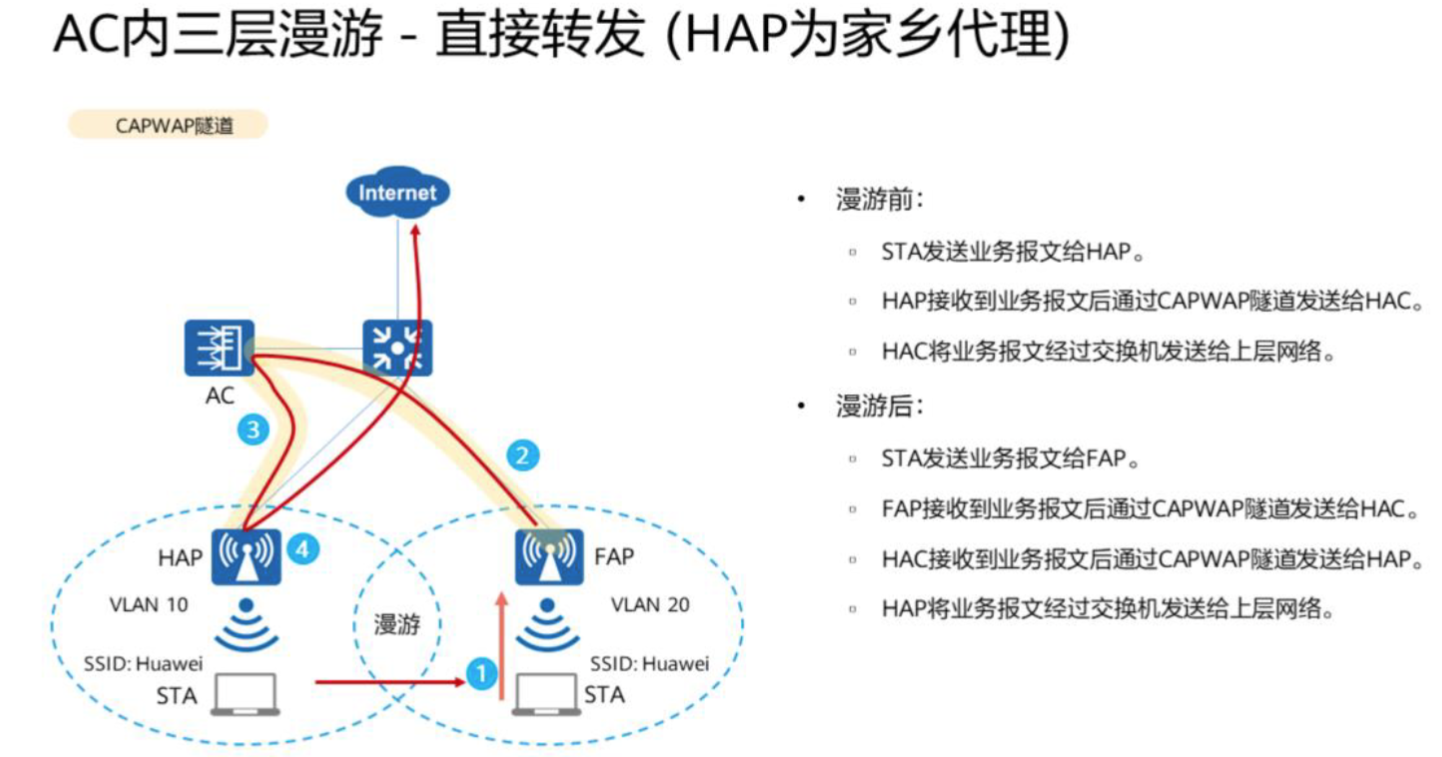 AC内三层漫游 - 直接转发 (HAP为家乡代理)
CAPWAP隧道
Internet
AC
3
2
HAP
4
FAP
VLAN 10
VLAN 20
漫游
SSID: Huawei
1
SSID: Huawei
STA
STA
• 漫游前：
▫ STA发送业务报文给HAP。
▫ HAP接收到业务报文后通过CAPWAP隧道发送给HAC。
▫ HAC将业务报文经过交换机发送给上层网络。
• 漫游后：
▫ STA发送业务报文给FAP。
▫ FAP接收到业务报文后通过CAPWAP隧道发送给HAC。
▫ HAC接收到业务报文后通过CAPWAP隧道发送给HAP。
▫ HAP将业务报文经过交换机发送给上层网络。